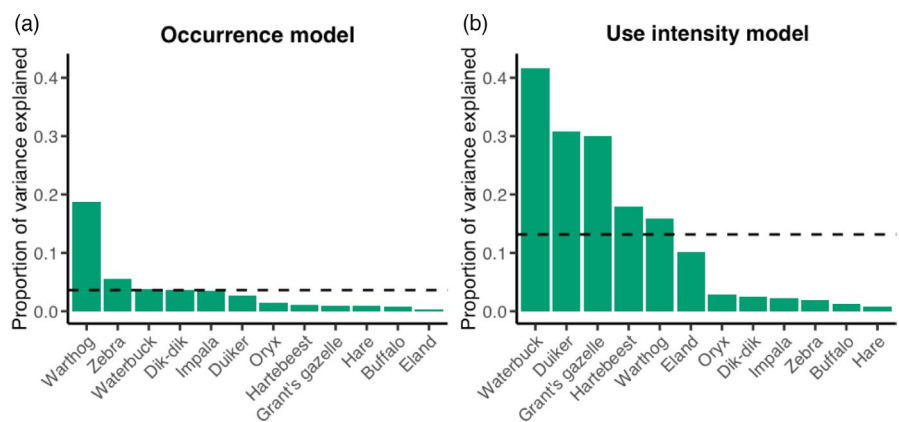 (a)
Occurrence model
Proportion of variance explained
0.4
0.3
0.2
0.1
0.0
Warthog
Zebra
Waterbuck
Dik-dik
Impala
Duiker
Oryx
Hartebeest
Grant's gazelle
Hare
Buffalo
Eland
(b)
Use intensity model
Proportion of variance explained
0.4
0.3
0.2
0.1
0.0
Waterbuck
Duiker
Grant's gazelle
Hartebeest
Warthog
Eland
Oryx
Dik-dik
Impala
Zebra
Buffalo
Hare